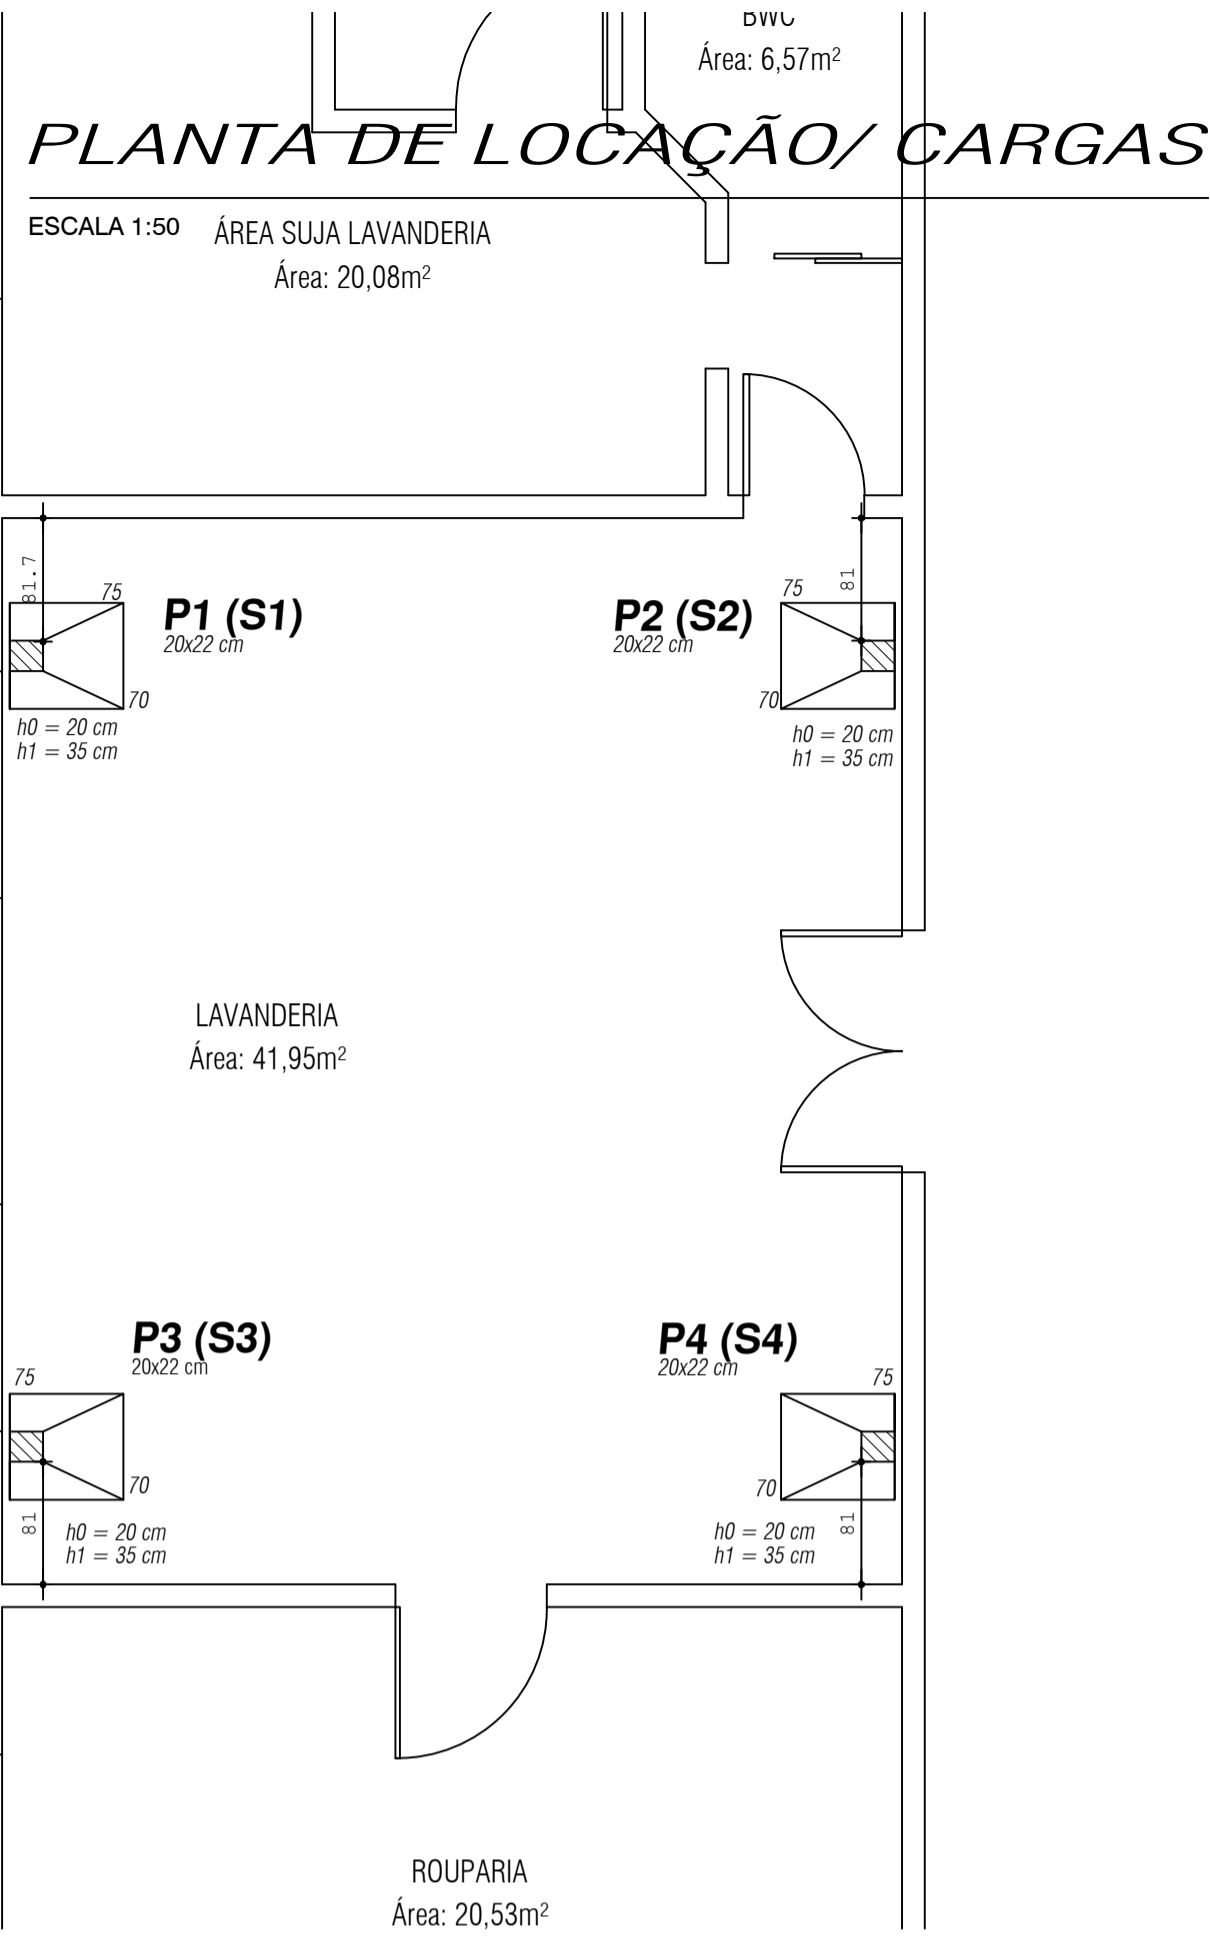 BWC
Área: 6,57m²
PLANTA DE LOCAÇÃO/ CARGAS
ESCALA 1:50
ÁREA SUJA LAVANDERIA
Área: 20,08m²
81.7
75
P1 (S1)
20x22 cm
70
h0 = 20 cm
h1 = 35 cm
81
75
P2 (S2)
20x22 cm
70
h0 = 20 cm
h1 = 35 cm
LAVANDERIA
Área: 41,95m²
P3 (S3)
20x22 cm
75
70
81
h0 = 20 cm
h1 = 35 cm
P4 (S4)
20x22 cm
75
70
81
h0 = 20 cm
h1 = 35 cm
ROUPARIA
Área: 20,53m²